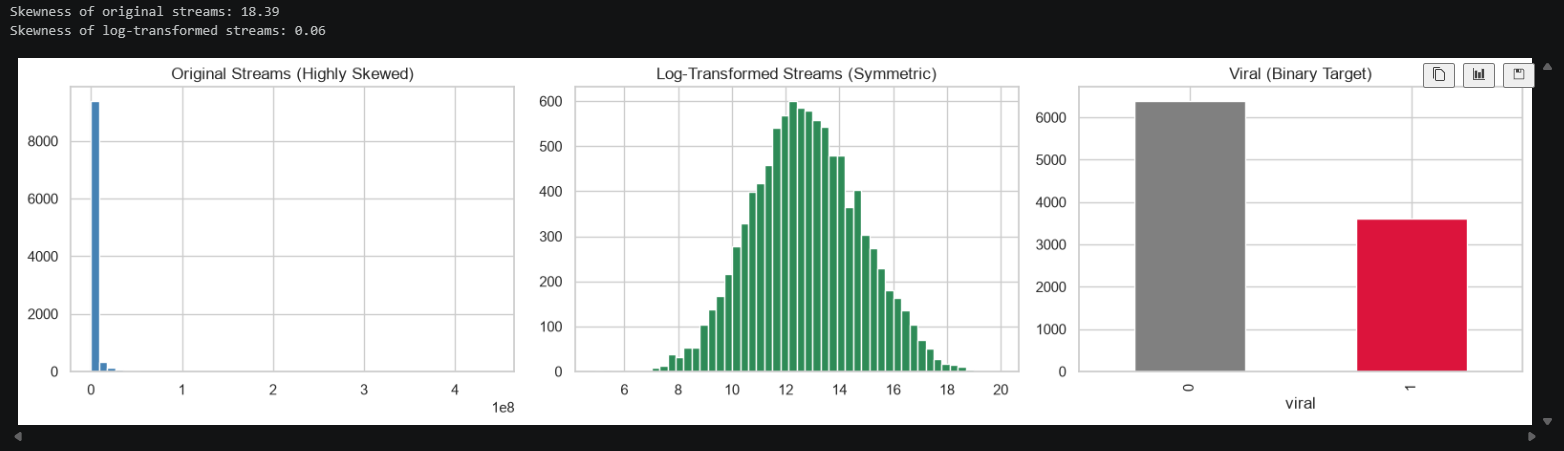 Skewness of original streams: 18.39
Skewness of log-transformed streams: 0.06
Original Streams (Highly Skewed)
8000
6000
4000
2000
0
0 1 2 3 4
1e8
Log-Transformed Streams (Symmetric)
600
500
400
300
200
100
0
6 8 10 12 14 16 18 20
Viral (Binary Target)
6000
5000
4000
3000
2000
1000
0
0 1
viral